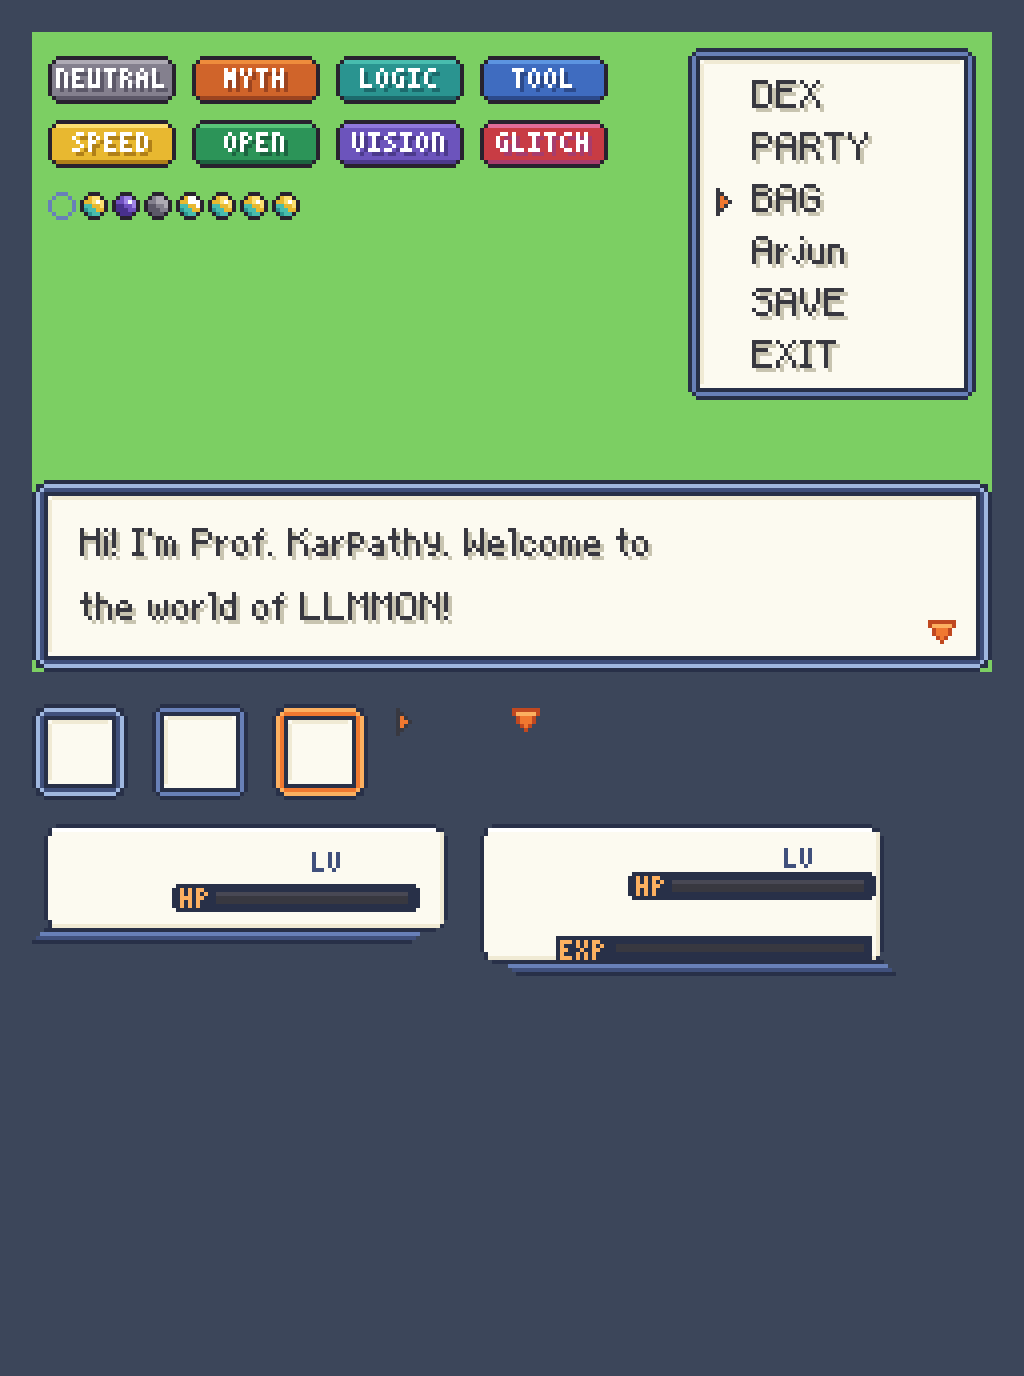 NEUTRAL MYTH LOGIC TOOL
SPEED OPEN VISION GLITCH
DEX
PARTY
BAG
Arjun
SAVE
EXIT
Hi! I'm Prof. Karpathy. Welcome to
the world of LLMMON!
LV
HP
LV
HP
EXP